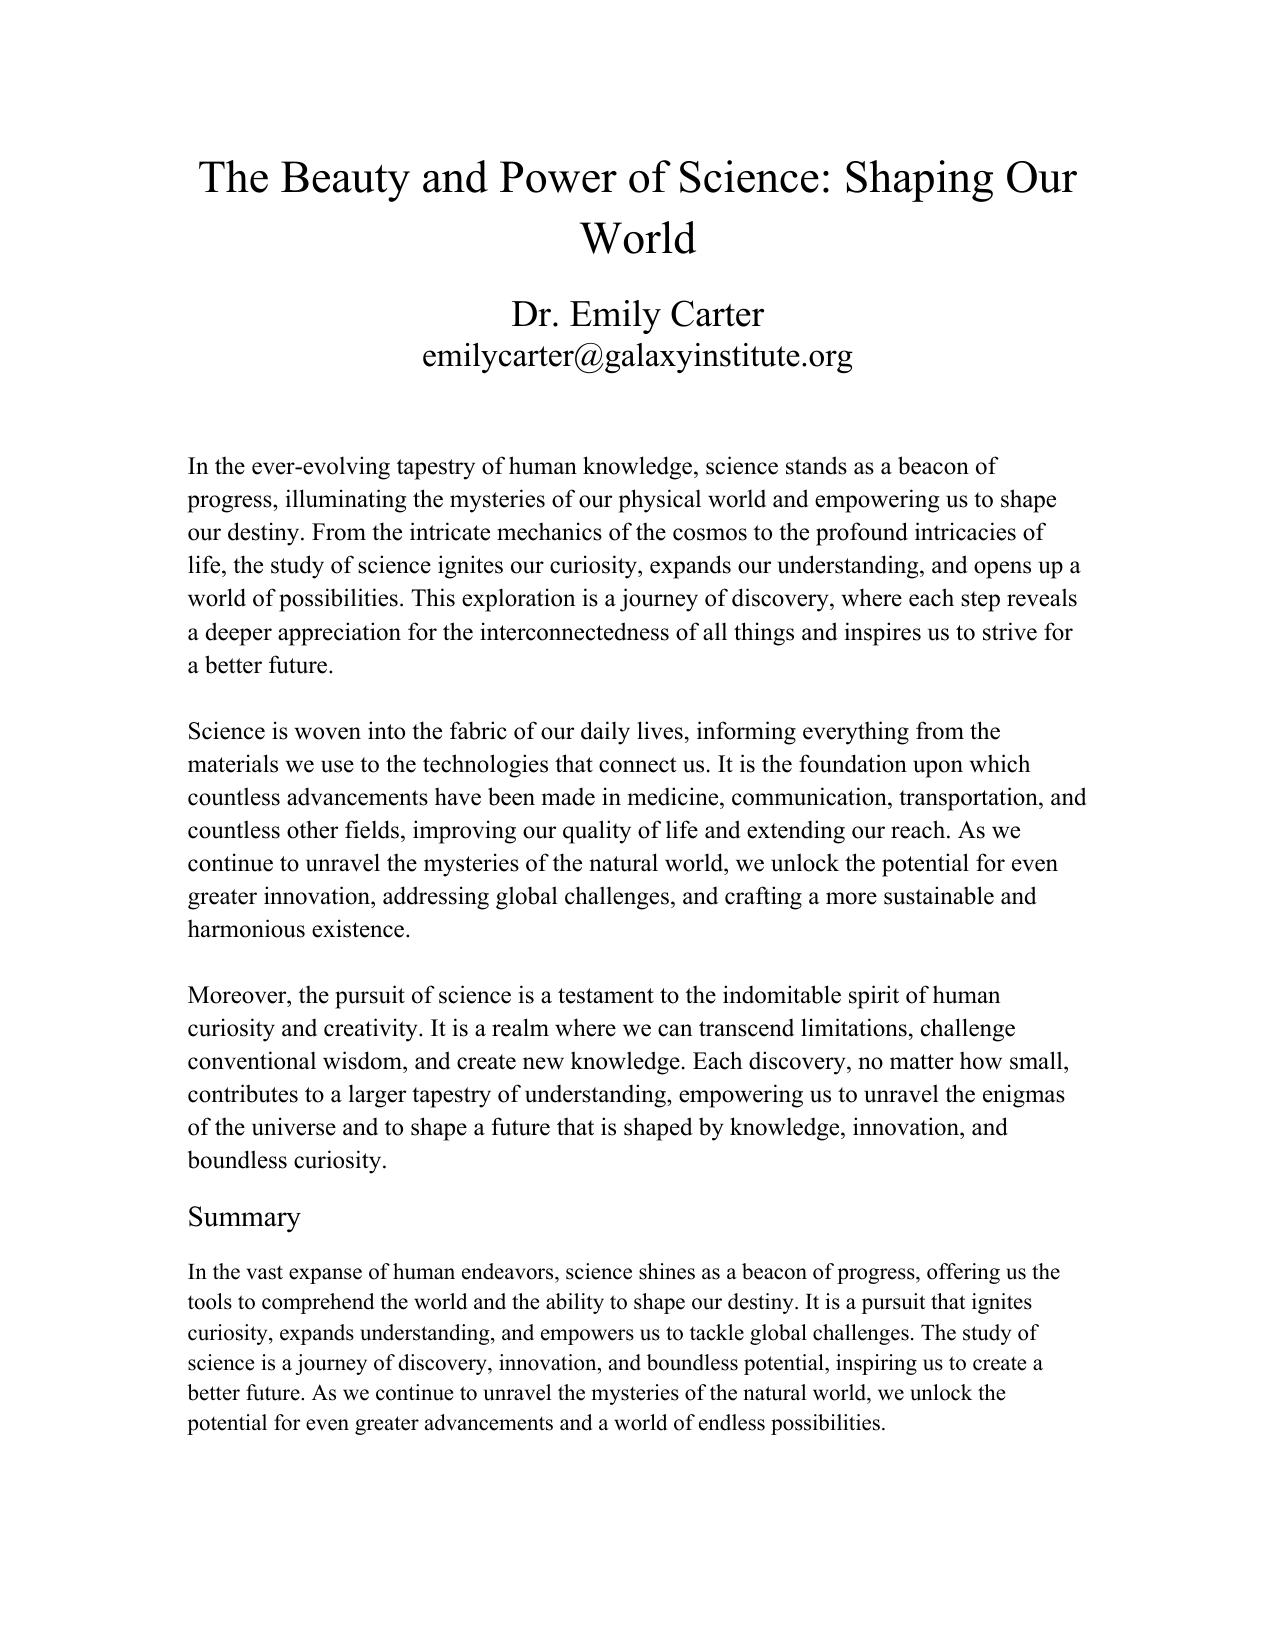 The Beauty and Power of Science: Shaping Our
World
Dr. Emily Carter
emilycarter@galaxyinstitute.org
In the ever-evolving tapestry of human knowledge, science stands as a beacon of
progress, illuminating the mysteries of our physical world and empowering us to shape
our destiny. From the intricate mechanics of the cosmos to the profound intricacies of
life, the study of science ignites our curiosity, expands our understanding, and opens up a
world of possibilities. This exploration is a journey of discovery, where each step reveals
a deeper appreciation for the interconnectedness of all things and inspires us to strive for
a better future.
Science is woven into the fabric of our daily lives, informing everything from the
materials we use to the technologies that connect us. It is the foundation upon which
countless advancements have been made in medicine, communication, transportation, and
countless other fields, improving our quality of life and extending our reach. As we
continue to unravel the mysteries of the natural world, we unlock the potential for even
greater innovation, addressing global challenges, and crafting a more sustainable and
harmonious existence.
Moreover, the pursuit of science is a testament to the indomitable spirit of human
curiosity and creativity. It is a realm where we can transcend limitations, challenge
conventional wisdom, and create new knowledge. Each discovery, no matter how small,
contributes to a larger tapestry of understanding, empowering us to unravel the enigmas
of the universe and to shape a future that is shaped by knowledge, innovation, and
boundless curiosity.
Summary
In the vast expanse of human endeavors, science shines as a beacon of progress, offering us the
tools to comprehend the world and the ability to shape our destiny. It is a pursuit that ignites
curiosity, expands understanding, and empowers us to tackle global challenges. The study of
science is a journey of discovery, innovation, and boundless potential, inspiring us to create a
better future. As we continue to unravel the mysteries of the natural world, we unlock the
potential for even greater advancements and a world of endless possibilities.